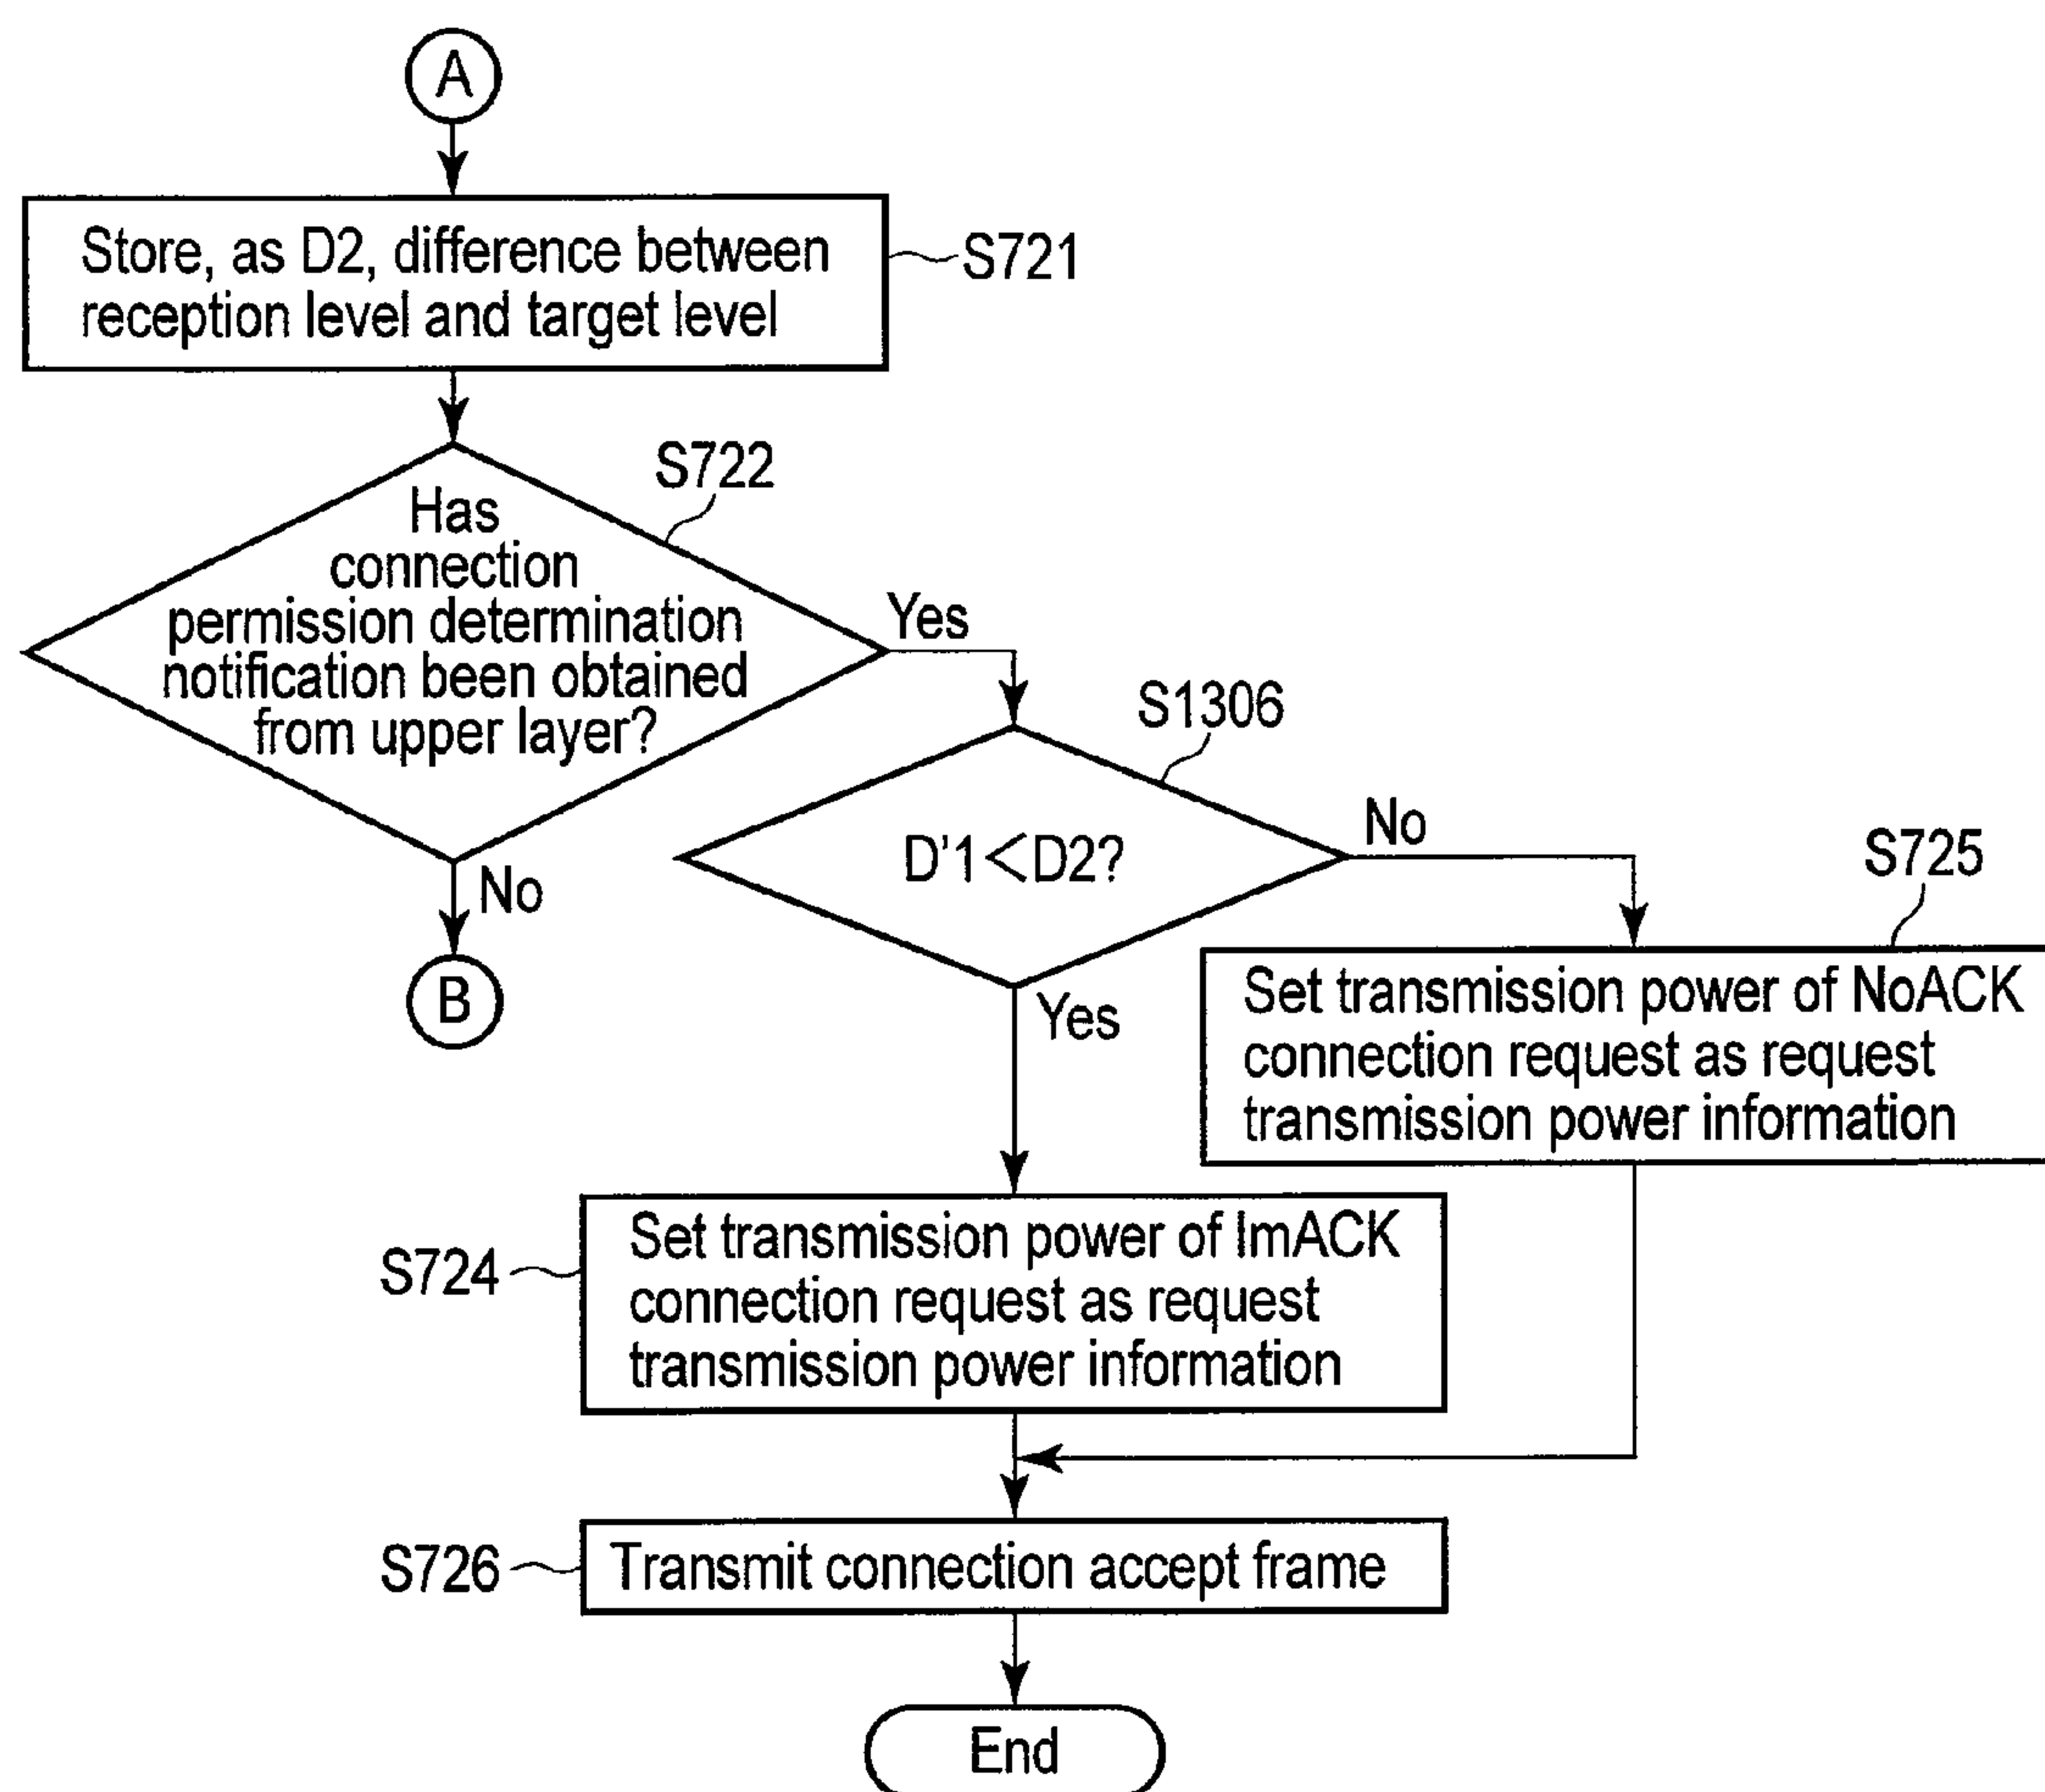 A
Store, as D2, difference between
reception level and target level
S721
S722
Has
connection
permission determination
notification been obtained
from upper layer?
Yes
No
B
S1306
D'1<D2?
No
Yes
S725
Set transmission power of NoACK
connection request as request
transmission power information
S724
Set transmission power of ImACK
connection request as request
transmission power information
S726
Transmit connection accept frame
End